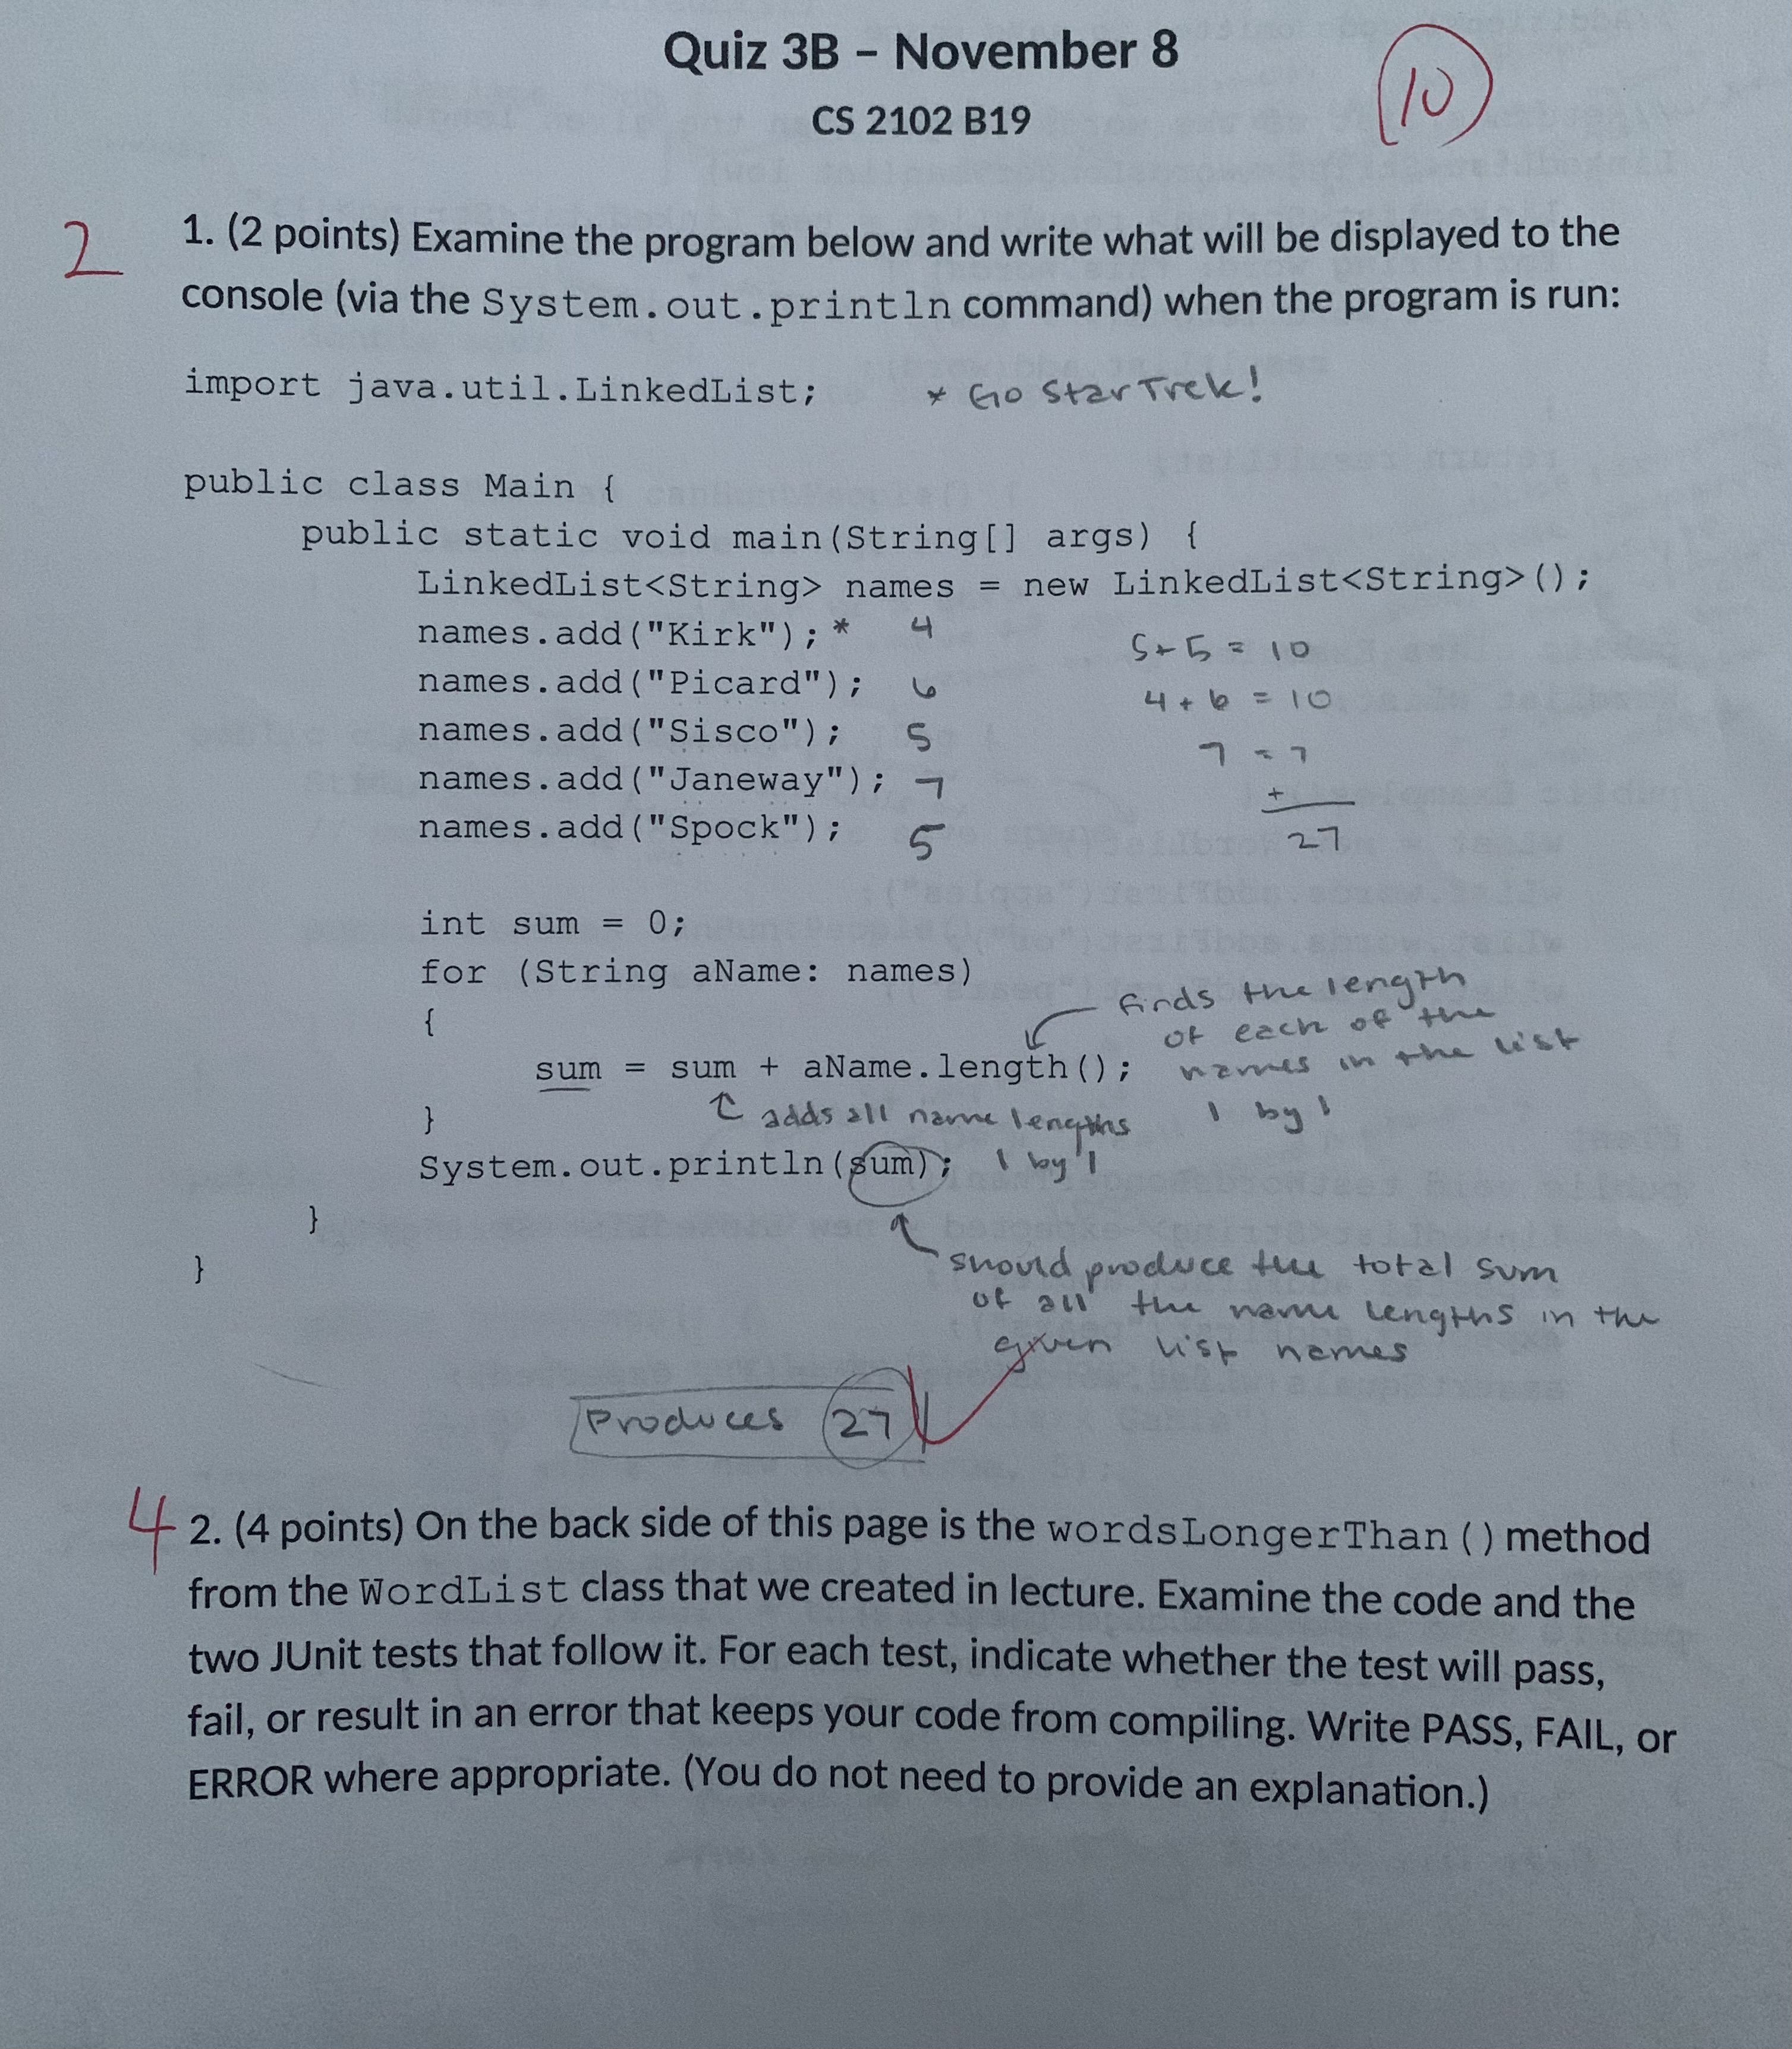 Quiz 3B – November 8
10
CS 2102 B19
2
1. (2 points) Examine the program below and write what will be displayed to the
console (via the System.out.println command) when the program is run:
import java.util.LinkedList;
* Go Star Trek!
public class Main {
public static void main(String[] args) {
LinkedList<String> names = new LinkedList<String>();
names.add("Kirk"); * 4
5+5 = 10
names.add("Picard"); 6
4+6 = 10
names.add("Sisco"); 5
7 = 7
names.add("Janeway"); 7
+
names.add("Spock"); 5
27
int sum = 0;
for (String aName: names)
{
finds the length
of each of the
names in the list
1 by 1
sum = sum + aName.length();
}
adds all name lengths
1 by 1
System.out.println(sum);
}
}
should produce the total sum
of all the name lengths in the
given list names
Produces 27
4
2. (4 points) On the back side of this page is the wordsLongerThan() method
from the WordList class that we created in lecture. Examine the code and the
two JUnit tests that follow it. For each test, indicate whether the test will pass,
fail, or result in an error that keeps your code from compiling. Write PASS, FAIL, or
ERROR where appropriate. (You do not need to provide an explanation.)